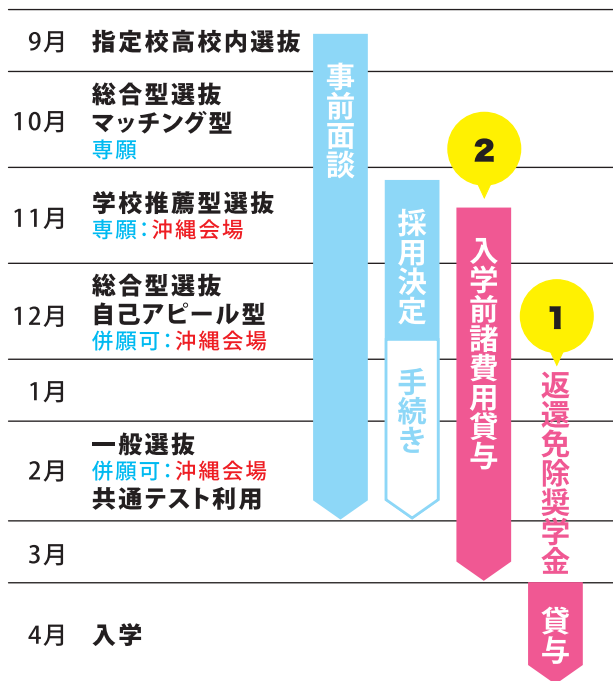 9月 指定校高校内選抜
10月 総合型選抜
マッチング型
専願
11月 学校推薦型選抜
専願：沖縄会場
12月 総合型選抜
自己アピール型
併願可：沖縄会場
1月
2月 一般選抜
併願可：沖縄会場
共通テスト利用
3月
4月 入学
事前面談
採用決定
手続き
2
入学前諸費用貸与
1
返還免除奨学金
貸与